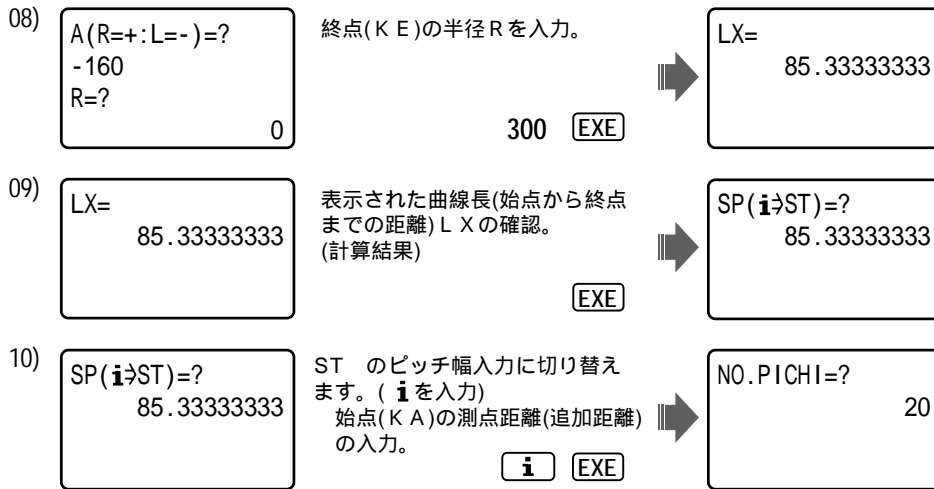 08)
A(R=+:L=-)=?
-160
R=?
0
終点(ＫＥ)の半径Ｒを入力。
300 EXE
LX=
85.33333333
09)
LX=
85.33333333
表示された曲線長(始点から終点
までの距離)ＬＸの確認。
(計算結果)
EXE
SP(i→ST)=?
85.33333333
10)
SP(i→ST)=?
85.33333333
ST　のピッチ幅入力に切り替え
ます。( i を入力)
始点(ＫＡ)の測点距離(追加距離)
の入力。
i EXE
NO.PICHI=?
20